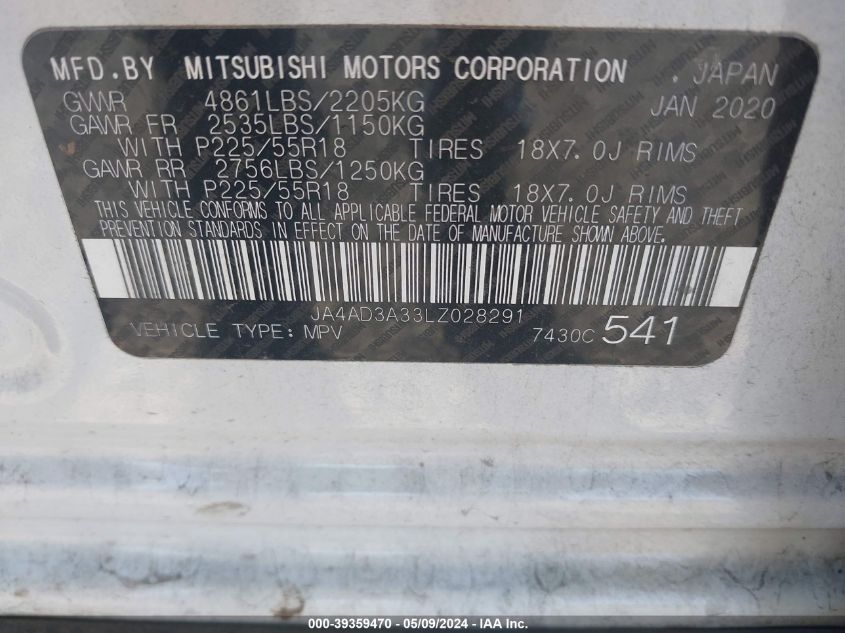 MFD.BY MITSUBISHI MOTORS CORPORATION . JAPAN
GVWR 4861LBS/2205KG JAN 2020
GAWR FR 2535LBS/1150KG
WITH P225/55R18 TIRES 18X7.0J RIMS
GAWR RR 2756LBS/1250KG
WITH P225/55R18 TIRES 18X7.0J RIMS
THIS VEHICLE CONFORMS TO ALL APPLICABLE FEDERAL MOTOR VEHICLE SAFETY AND THEFT
PREVENTION STANDARDS IN EFFECT ON THE DATE OF MANUFACTURE SHOWN ABOVE.
JA4AD3A33LZ028291
VEHICLE TYPE: MPV 7430C 541
000-39359470 - 05/09/2024 - © IAA Inc.